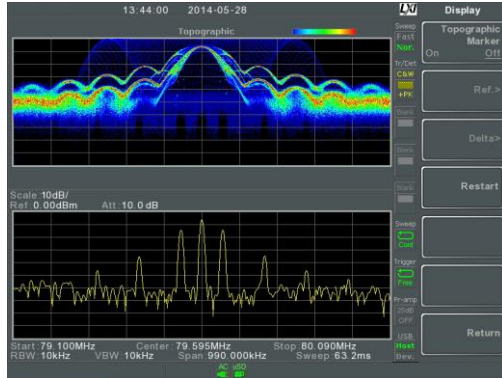 13:44:00 2014-05-28
LXI
Display
Topographic
Sweep
Fast
Nor.
Tr/Det
C&W
+PK
Blank
Blank
Blank
Topographic
Marker
On Off
Ref.>
Delta>
Restart
Scale:10dB/
Ref:0.00dBm Att:10.0 dB
Sweep
Cont
Trigger
Free
Pr-amp
20dB
OFF
USB
Host
Dev.
Return
Start:79.100MHz Center:79.595MHz Stop:80.090MHz
RBW:10kHz VBW:10kHz Span:990.000kHz Sweep:63.2ms
AC µSD